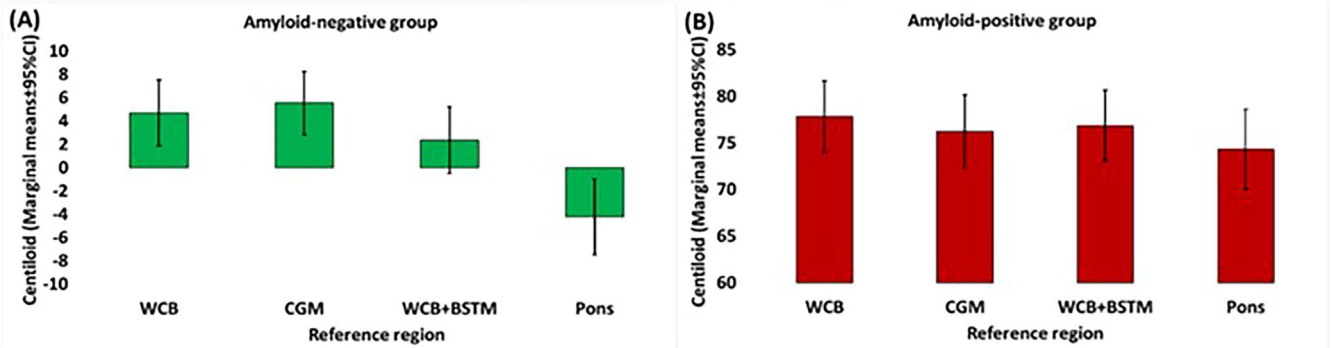 (A)
Amyloid-negative group
Centiloid (Marginal means±95%CI)
10
8
6
4
2
0
-2
-4
-6
-8
-10
WCB CGM WCB+BSTM Pons
Reference region
(B)
Amyloid-positive group
Centiloid (Marginal means±95%CI)
85
80
75
70
65
60
WCB CGM WCB+BSTM Pons
Reference region